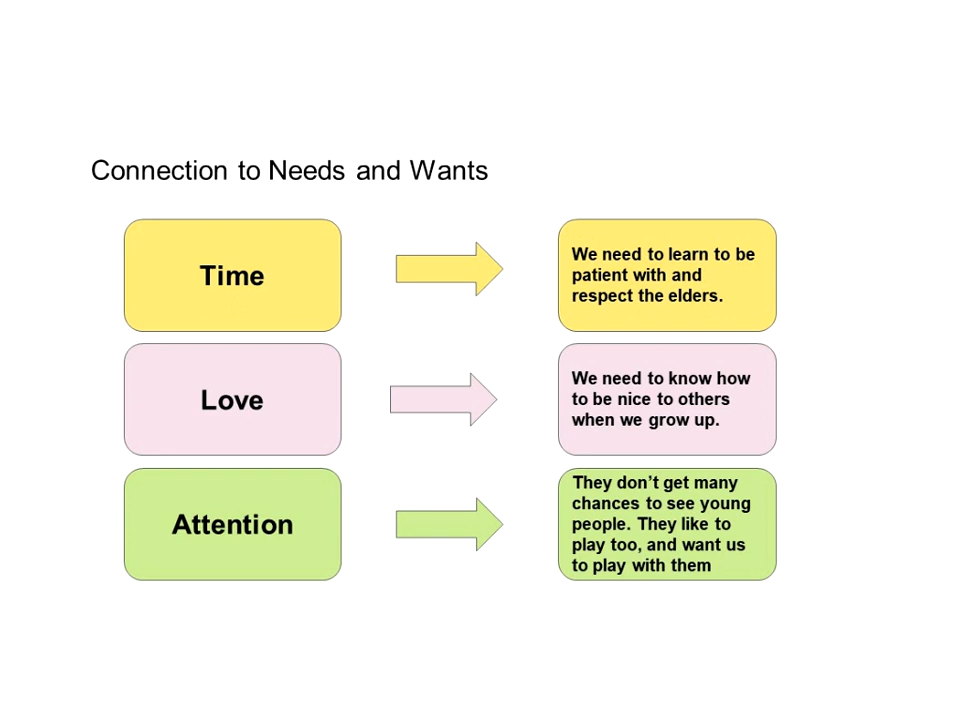 Connection to Needs and Wants
Time
We need to learn to be
patient with and
respect the elders.
Love
We need to know how
to be nice to others
when we grow up.
Attention
They don’t get many
chances to see young
people. They like to
play too, and want us
to play with them